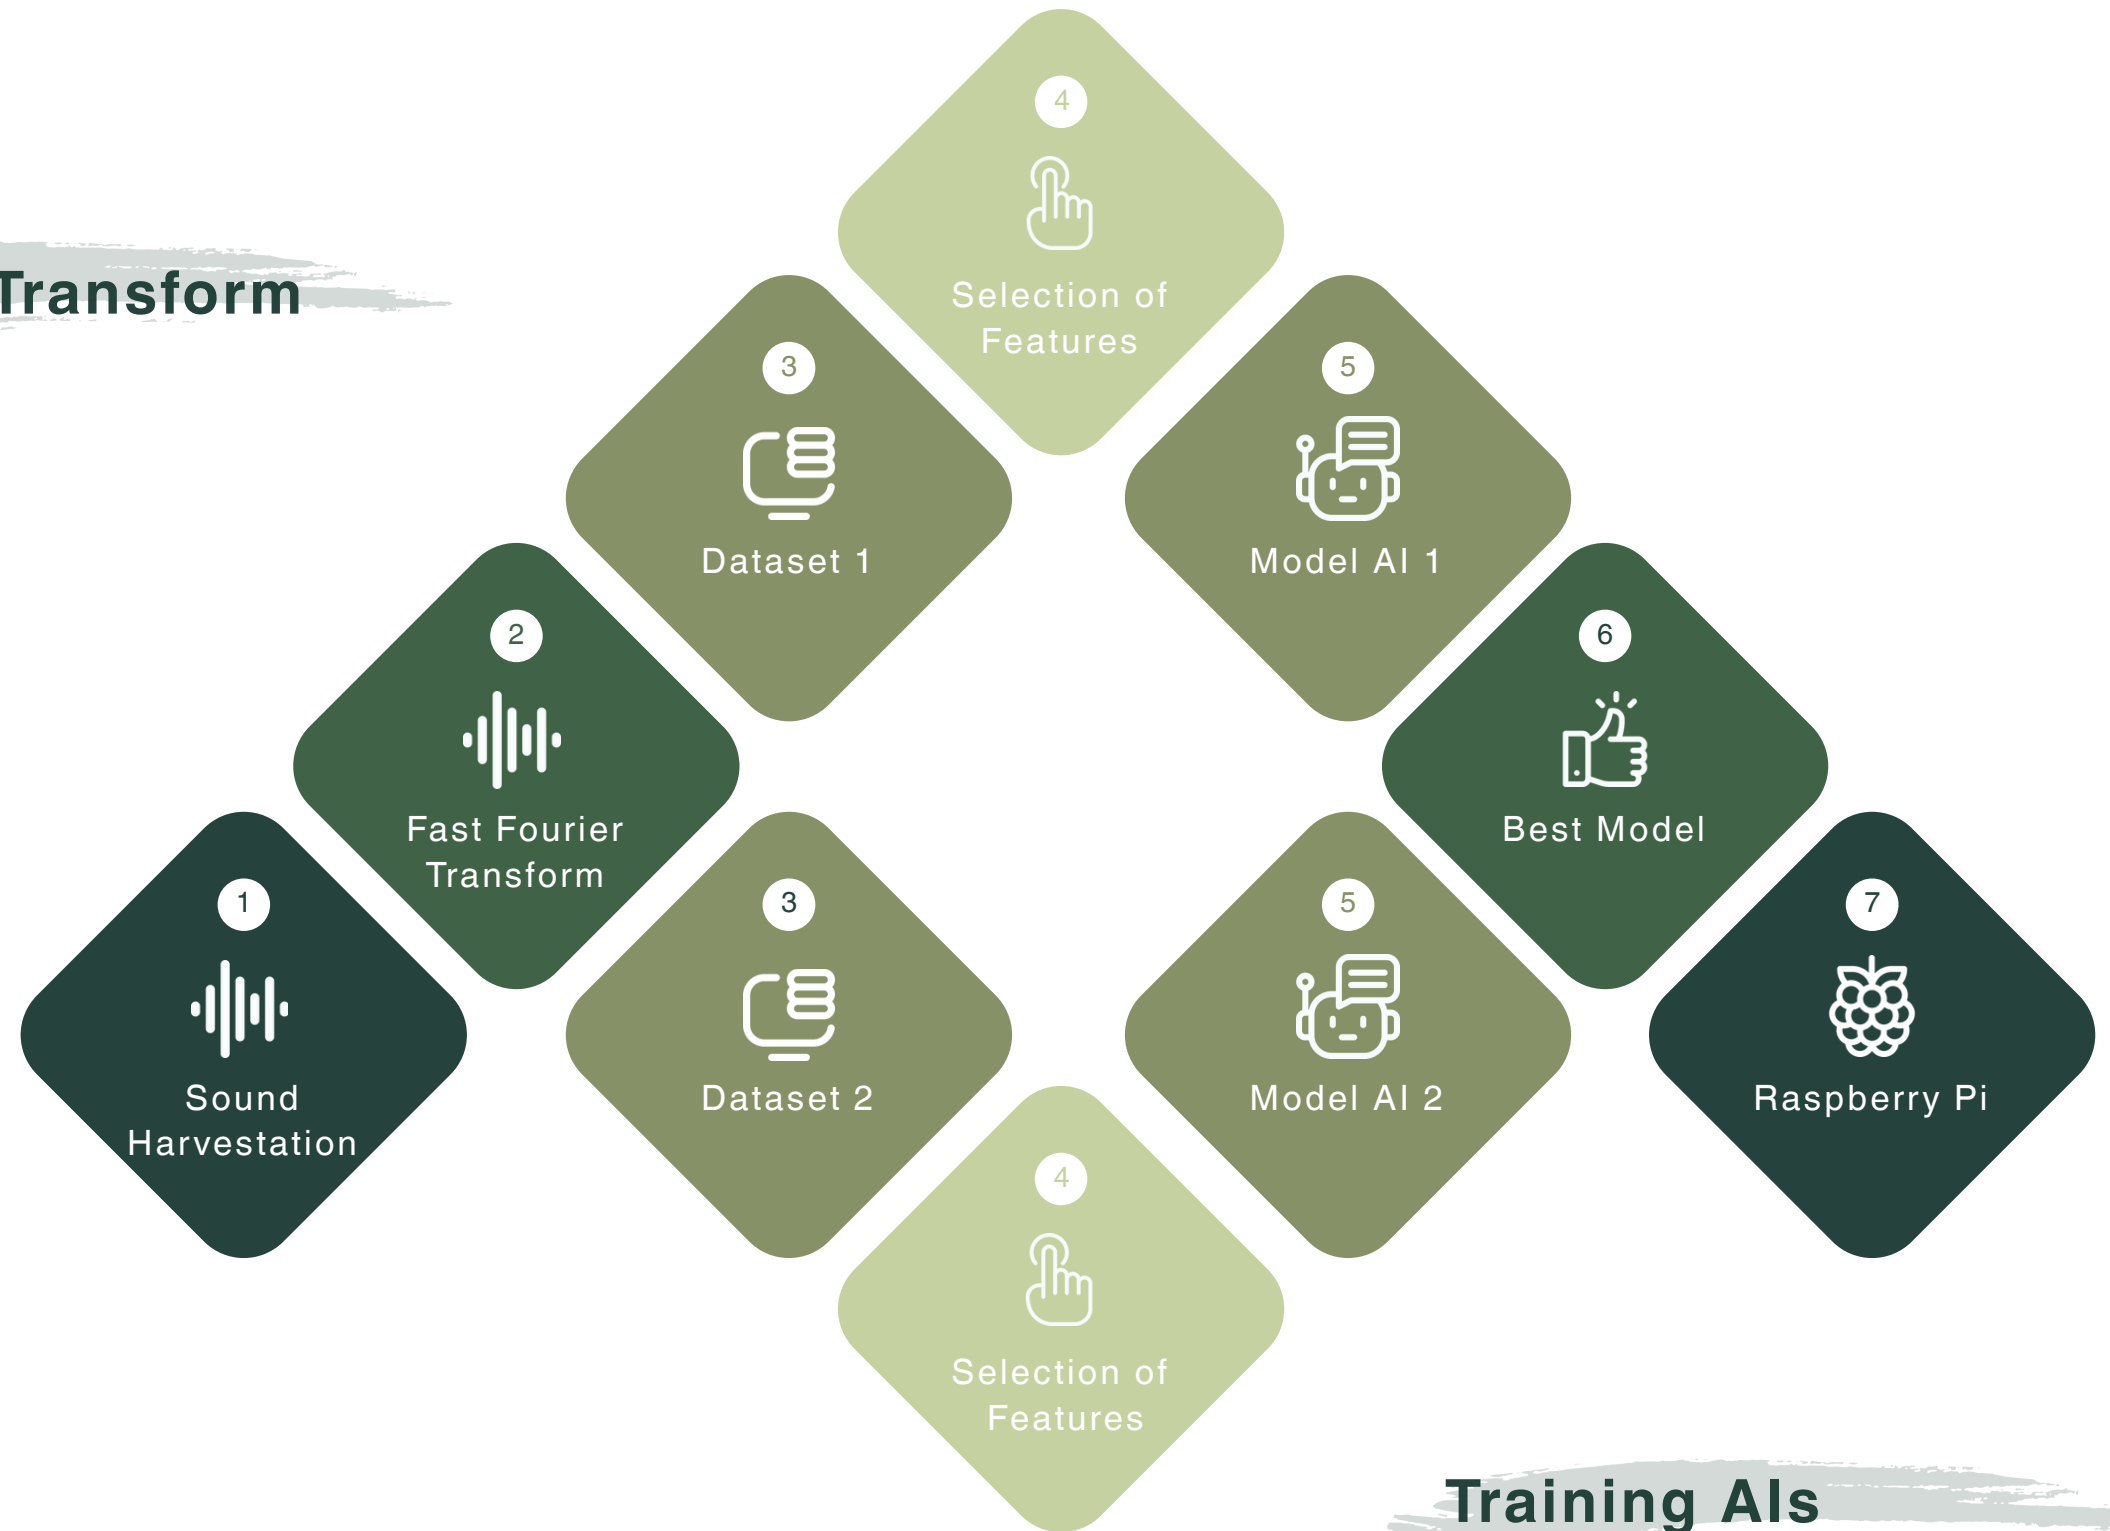 4
Selection of
Features
Transform
3
Dataset 1
5
Model AI 1
2
Fast Fourier
Transform
6
Best Model
1
Sound
Harvestation
3
Dataset 2
5
Model AI 2
7
Raspberry Pi
4
Selection of
Features
Training AIs